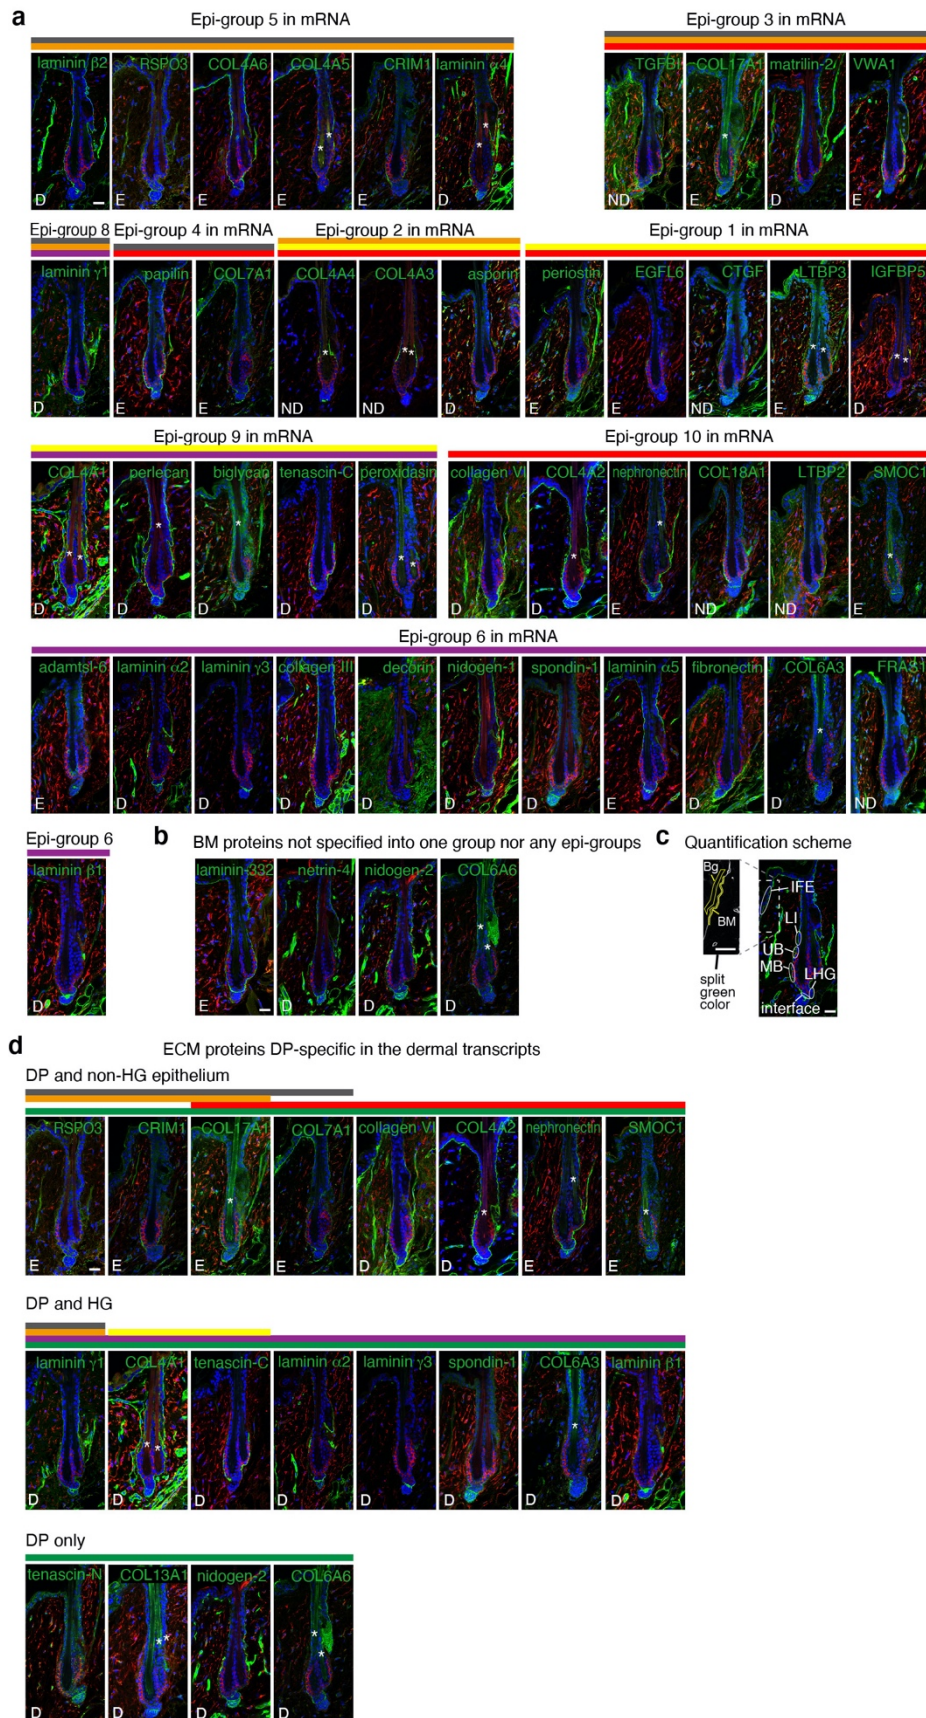 a
Epi-group 5 in mRNA
Epi-group 3 in mRNA
laminin β2 RSPO3 COL4A6 COL4A5 CRIM1 laminin α4 TGFBI COL17A1 matrilin-2 VWA1
D E E E E D ND E D E
Epi-group 8 Epi-group 4 in mRNA Epi-group 2 in mRNA Epi-group 1 in mRNA
laminin γ1 papilin COL7A1 COL4A4 COL4A3 asporin periostin EGFL6 CTGF LTBP3 IGFBP5
D E E ND ND D E E ND E D
Epi-group 9 in mRNA Epi-group 10 in mRNA
COL4A1 perlecan biglycan tenascin-C peroxidasin collagen VI COL4A2 nephronectin COL18A1 LTBP2 SMOC1
D D D D D D D E ND ND E
Epi-group 6 in mRNA
adamtsl-6 laminin α2 laminin γ3 collagen III decorin nidogen-1 spondin-1 laminin α5 fibronectin COL6A3 FRAS1
E D D D D D D D D D ND
Epi-group 6
laminin β1
D
b
BM proteins not specified into one group nor any epi-groups
laminin-332 netrin-4 nidogen-2 COL6A6
E D D D
c
Quantification scheme
Bg
BM
split
green
color
IFE
LI
UB
MB
LHG
interface
d
ECM proteins DP-specific in the dermal transcripts
DP and non-HG epithelium
RSPO3 CRIM1 COL17A1 COL7A1 collagen VI COL4A2 nephronectin SMOC1
E E E E D D E E
DP and HG
laminin γ1 COL4A1 tenascin-C laminin α2 laminin γ3 spondin-1 COL6A3 laminin β1
D D D D D D D D
DP only
tenascin-N COL13A1 nidogen-2 COL6A6
D D D D